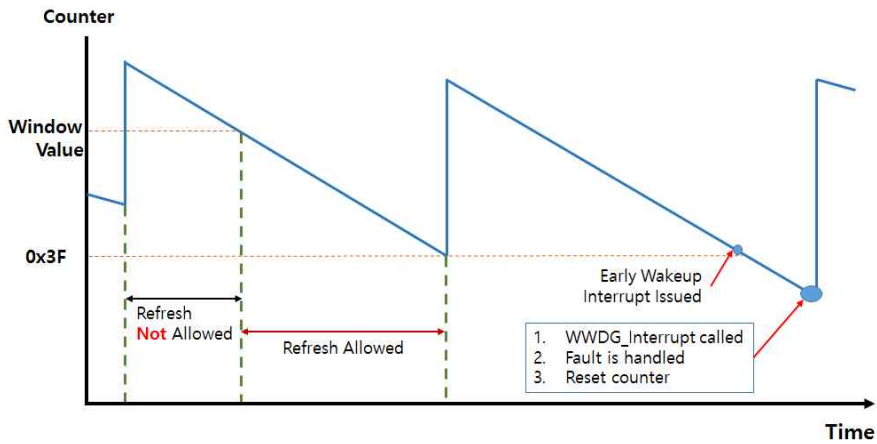 Counter
Window
Value
0x3F
Refresh
Not Allowed
Refresh Allowed
Early Wakeup
Interrupt Issued
1. WWDG_Interrupt called
2. Fault is handled
3. Reset counter
Time